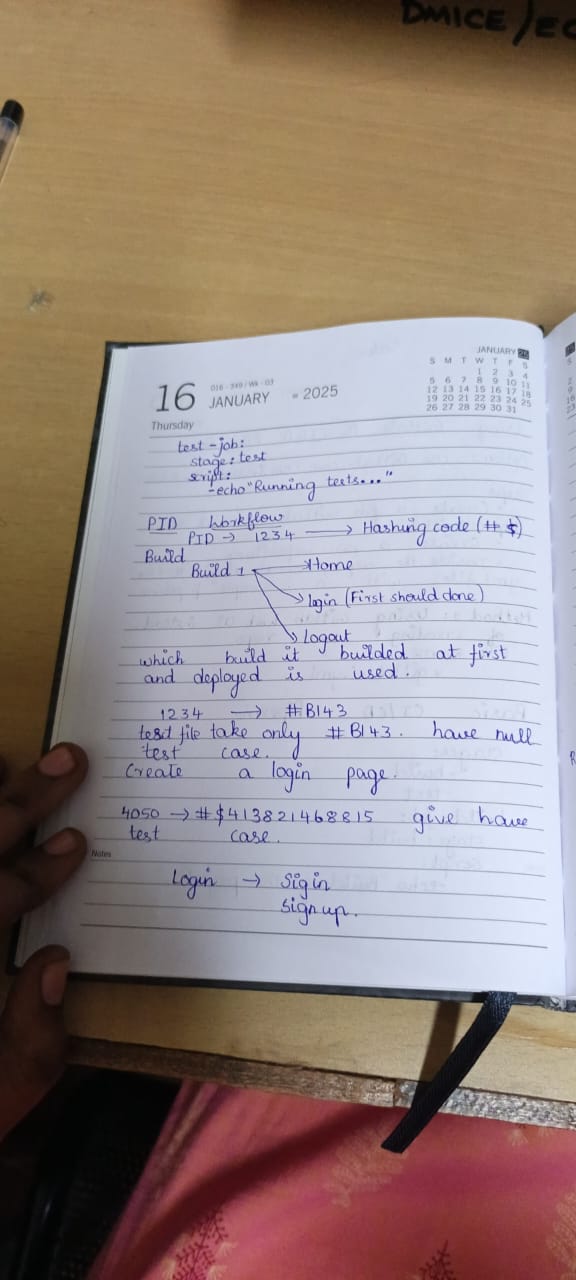 DMICE/EC
JANUARY 25
S M T W T F S
1 2 3 4
5 6 7 8 9 10 11
12 13 14 15 16 17 18
19 20 21 22 23 24 25
26 27 28 29 30 31
16
016 - 349 / Wk - 03
JANUARY 2025
Thursday
test-job:
stage: test
script:
-echo "Running tests..."
PID Workflow
PID → 1234 → Hashing code (# $)
Build
Build 1 → Home
→ login (First should done)
→ Logout
which build it builded at first
and deployed is used.
1234 → #B143
test file take only #B143. have null
test case.
Create a login page.
4050 → #$413821468815 give have
test case.
Notes
Login → Sigin
Signup.